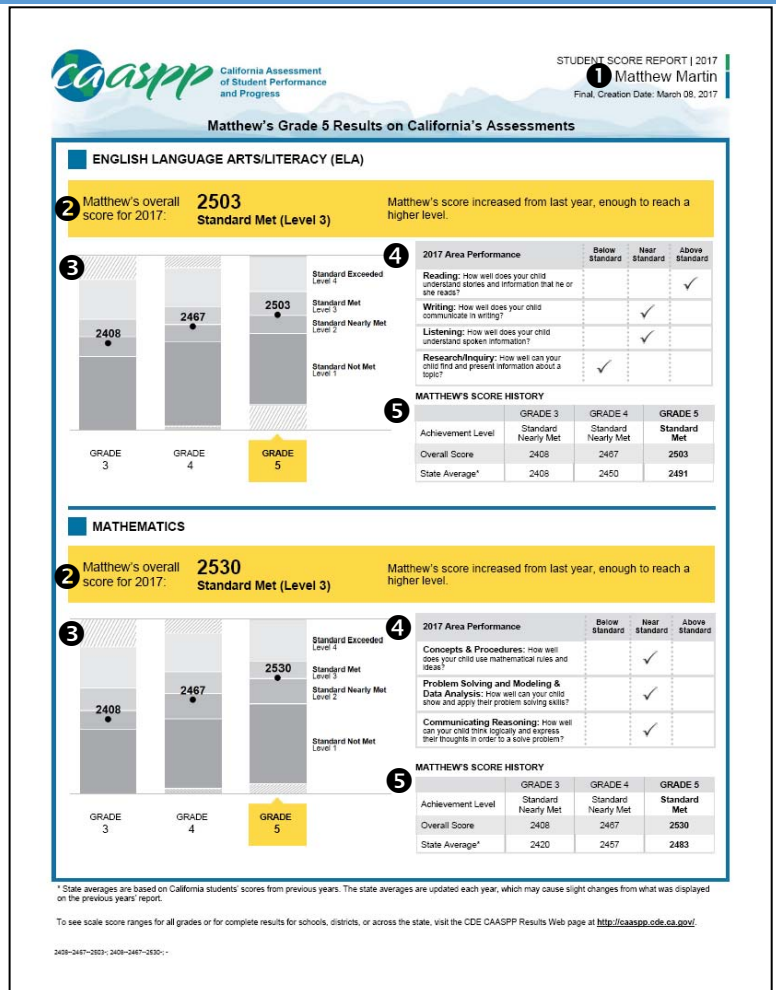 caaspp
California Assessment
of Student Performance
and Progress
STUDENT SCORE REPORT | 2017
❶ Matthew Martin
Final, Creation Date: March 08, 2017
Matthew's Grade 5 Results on California's Assessments
ENGLISH LANGUAGE ARTS/LITERACY (ELA)
❷ Matthew's overall
score for 2017:
2503
Standard Met (Level 3)
Matthew's score increased from last year, enough to reach a
higher level.
❸
2408
2467
2503
Standard Exceeded
Level 4
Standard Met
Level 3
Standard Nearly Met
Level 2
Standard Not Met
Level 1
GRADE
3
GRADE
4
GRADE
5
❹ 2017 Area Performance
Below
Standard
Near
Standard
Above
Standard
Reading: How well does your child
understand stories and information that he or
she reads?
Writing: How well does your child
communicate in writing?
Listening: How well does your child
understand spoken information?
Research/Inquiry: How well can your
child find and present information about a
topic?
MATTHEW'S SCORE HISTORY
❺
GRADE 3 GRADE 4 GRADE 5
Achievement Level
Standard
Nearly Met
Standard
Nearly Met
Standard
Met
Overall Score 2408 2467 2503
State Average* 2408 2450 2491
MATHEMATICS
❷ Matthew's overall
score for 2017:
2530
Standard Met (Level 3)
Matthew's score increased from last year, enough to reach a
higher level.
❸
2408
2467
2530
Standard Exceeded
Level 4
Standard Met
Level 3
Standard Nearly Met
Level 2
Standard Not Met
Level 1
GRADE
3
GRADE
4
GRADE
5
❹ 2017 Area Performance
Below
Standard
Near
Standard
Above
Standard
Concepts & Procedures: How well
does your child use mathematical rules and
ideas?
Problem Solving and Modeling &
Data Analysis: How well can your child
show and apply their problem solving skills?
Communicating Reasoning: How well
can your child think logically and express
their thoughts in order to a solve problem?
MATTHEW'S SCORE HISTORY
❺
GRADE 3 GRADE 4 GRADE 5
Achievement Level
Standard
Nearly Met
Standard
Nearly Met
Standard
Met
Overall Score 2408 2467 2530
State Average* 2420 2457 2483
* State averages are based on California students' scores from previous years. The state averages are updated each year, which may cause slight changes from what was displayed
on the previous years' report.
To see scale score ranges for all grades or for complete results for schools, districts, or across the state, visit the CDE CAASPP Results Web page at http://caaspp.cde.ca.gov/.
2408–2467–2503-; 2408–2467–2530-; -